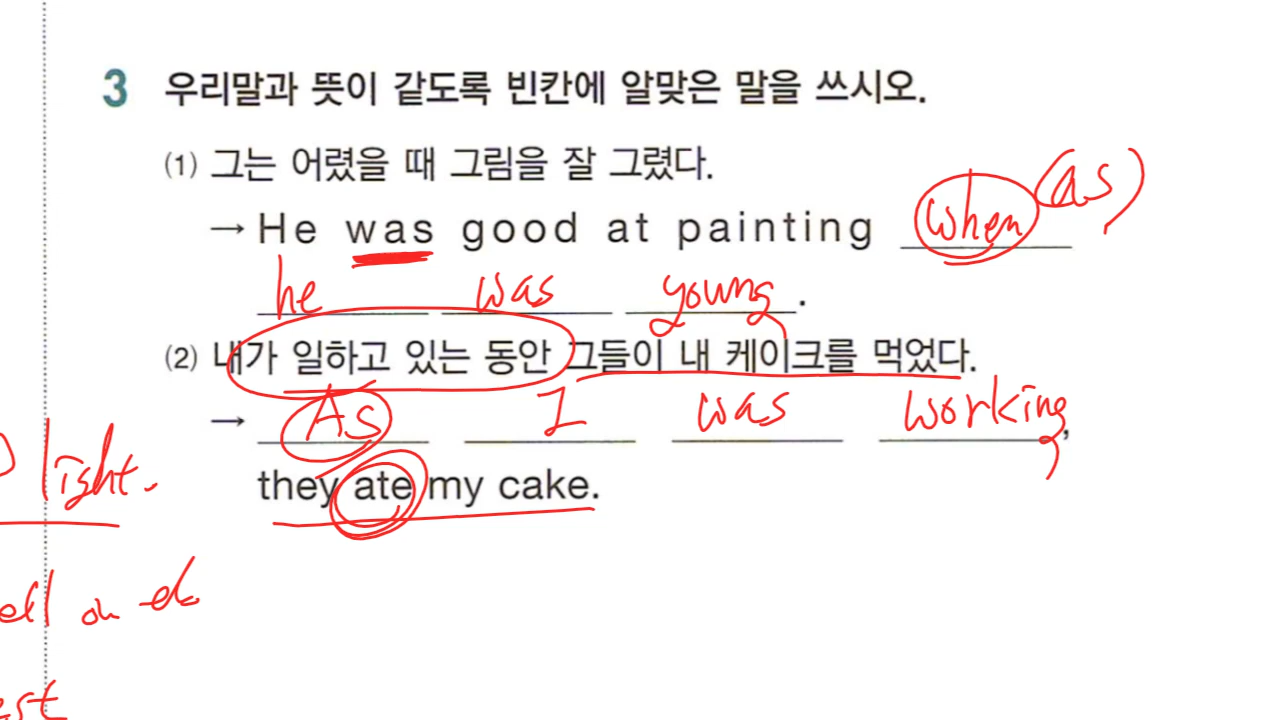 3 우리말과 뜻이 같도록 빈칸에 알맞은 말을 쓰시오.
(1) 그는 어렸을 때 그림을 잘 그렸다.
→ He was good at painting when (as)
he was young.
(2) 내가 일하고 있는 동안 그들이 내 케이크를 먹었다.
→ As I was working,
they ate my cake.
light.
on